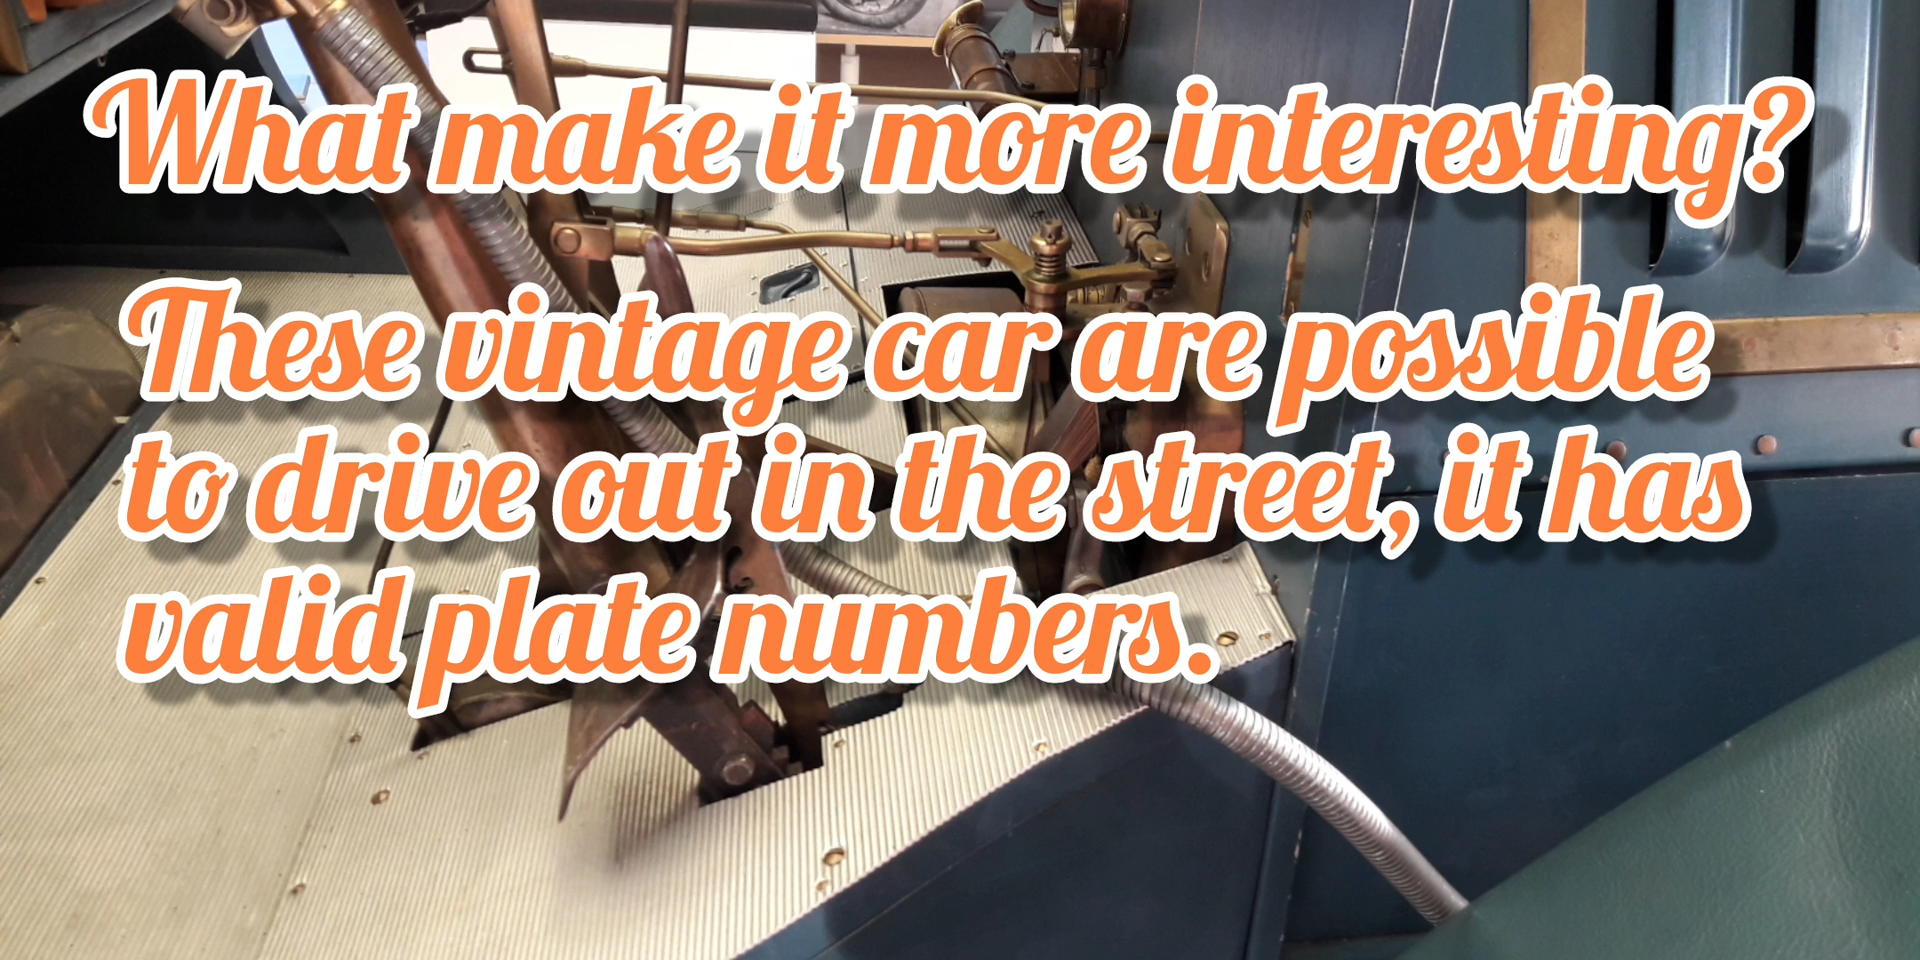 What make it more interesting?
These vintage car are possible
to drive out in the street, it has
valid plate numbers.